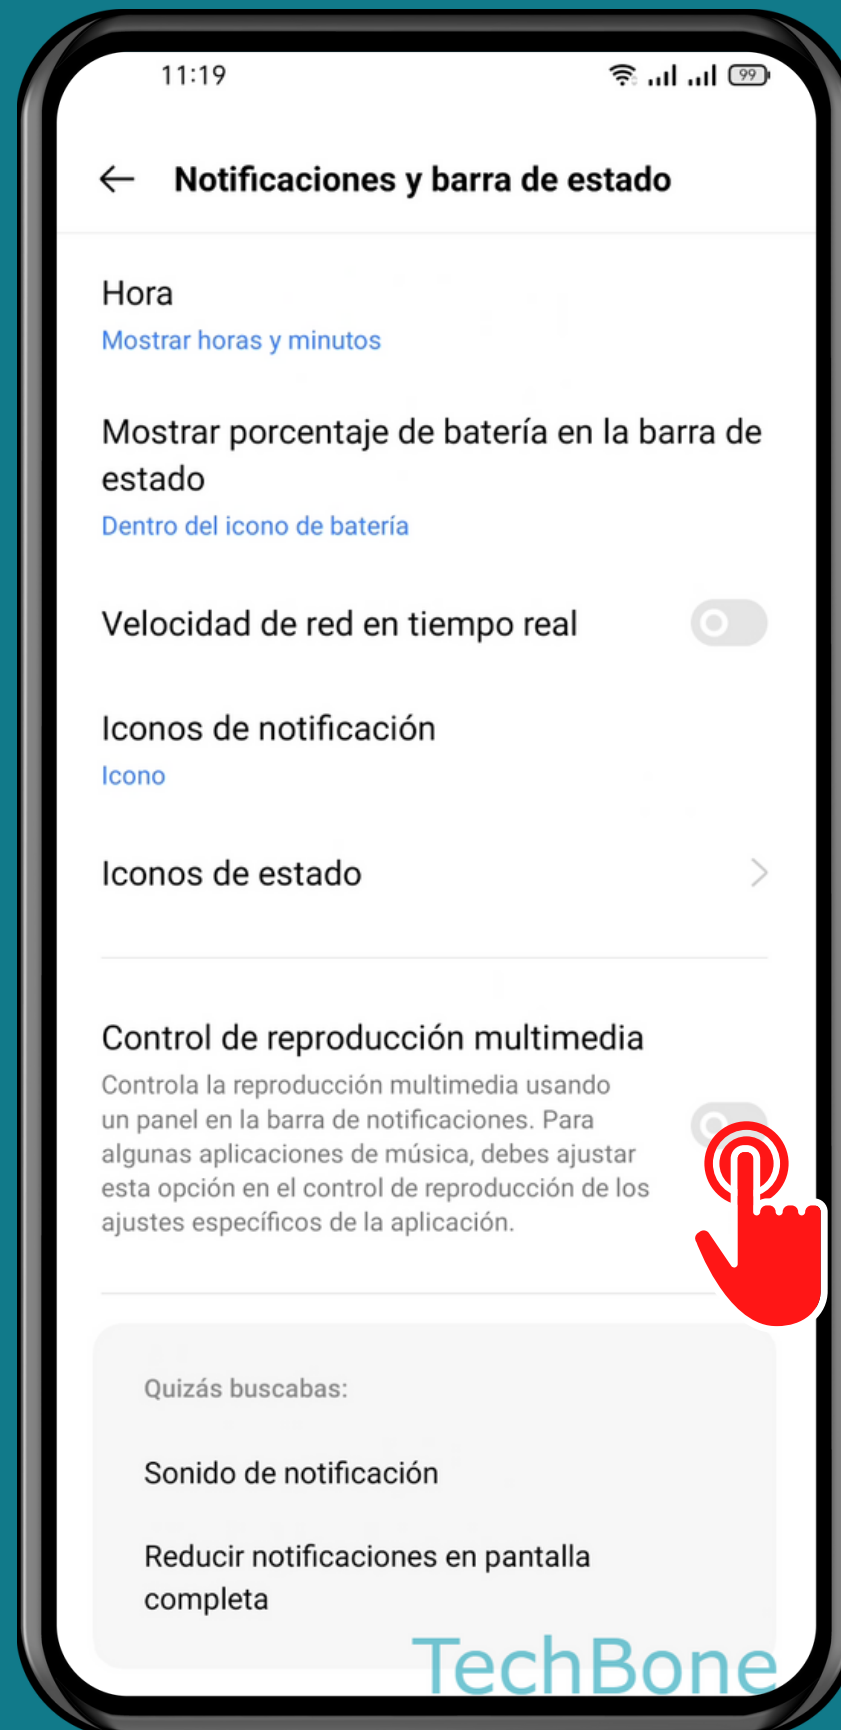 11:19
99
Notificaciones y barra de estado
Hora
Mostrar horas y minutos
Mostrar porcentaje de batería en la barra de
estado
Dentro del icono de batería
Velocidad de red en tiempo real
Iconos de notificación
Icono
Iconos de estado
Control de reproducción multimedia
Controla la reproducción multimedia usando
un panel en la barra de notificaciones. Para
algunas aplicaciones de música, debes ajustar
esta opción en el control de reproducción de los
ajustes específicos de la aplicación.
Quizás buscabas:
Sonido de notificación
Reducir notificaciones en pantalla
completa
TechBone